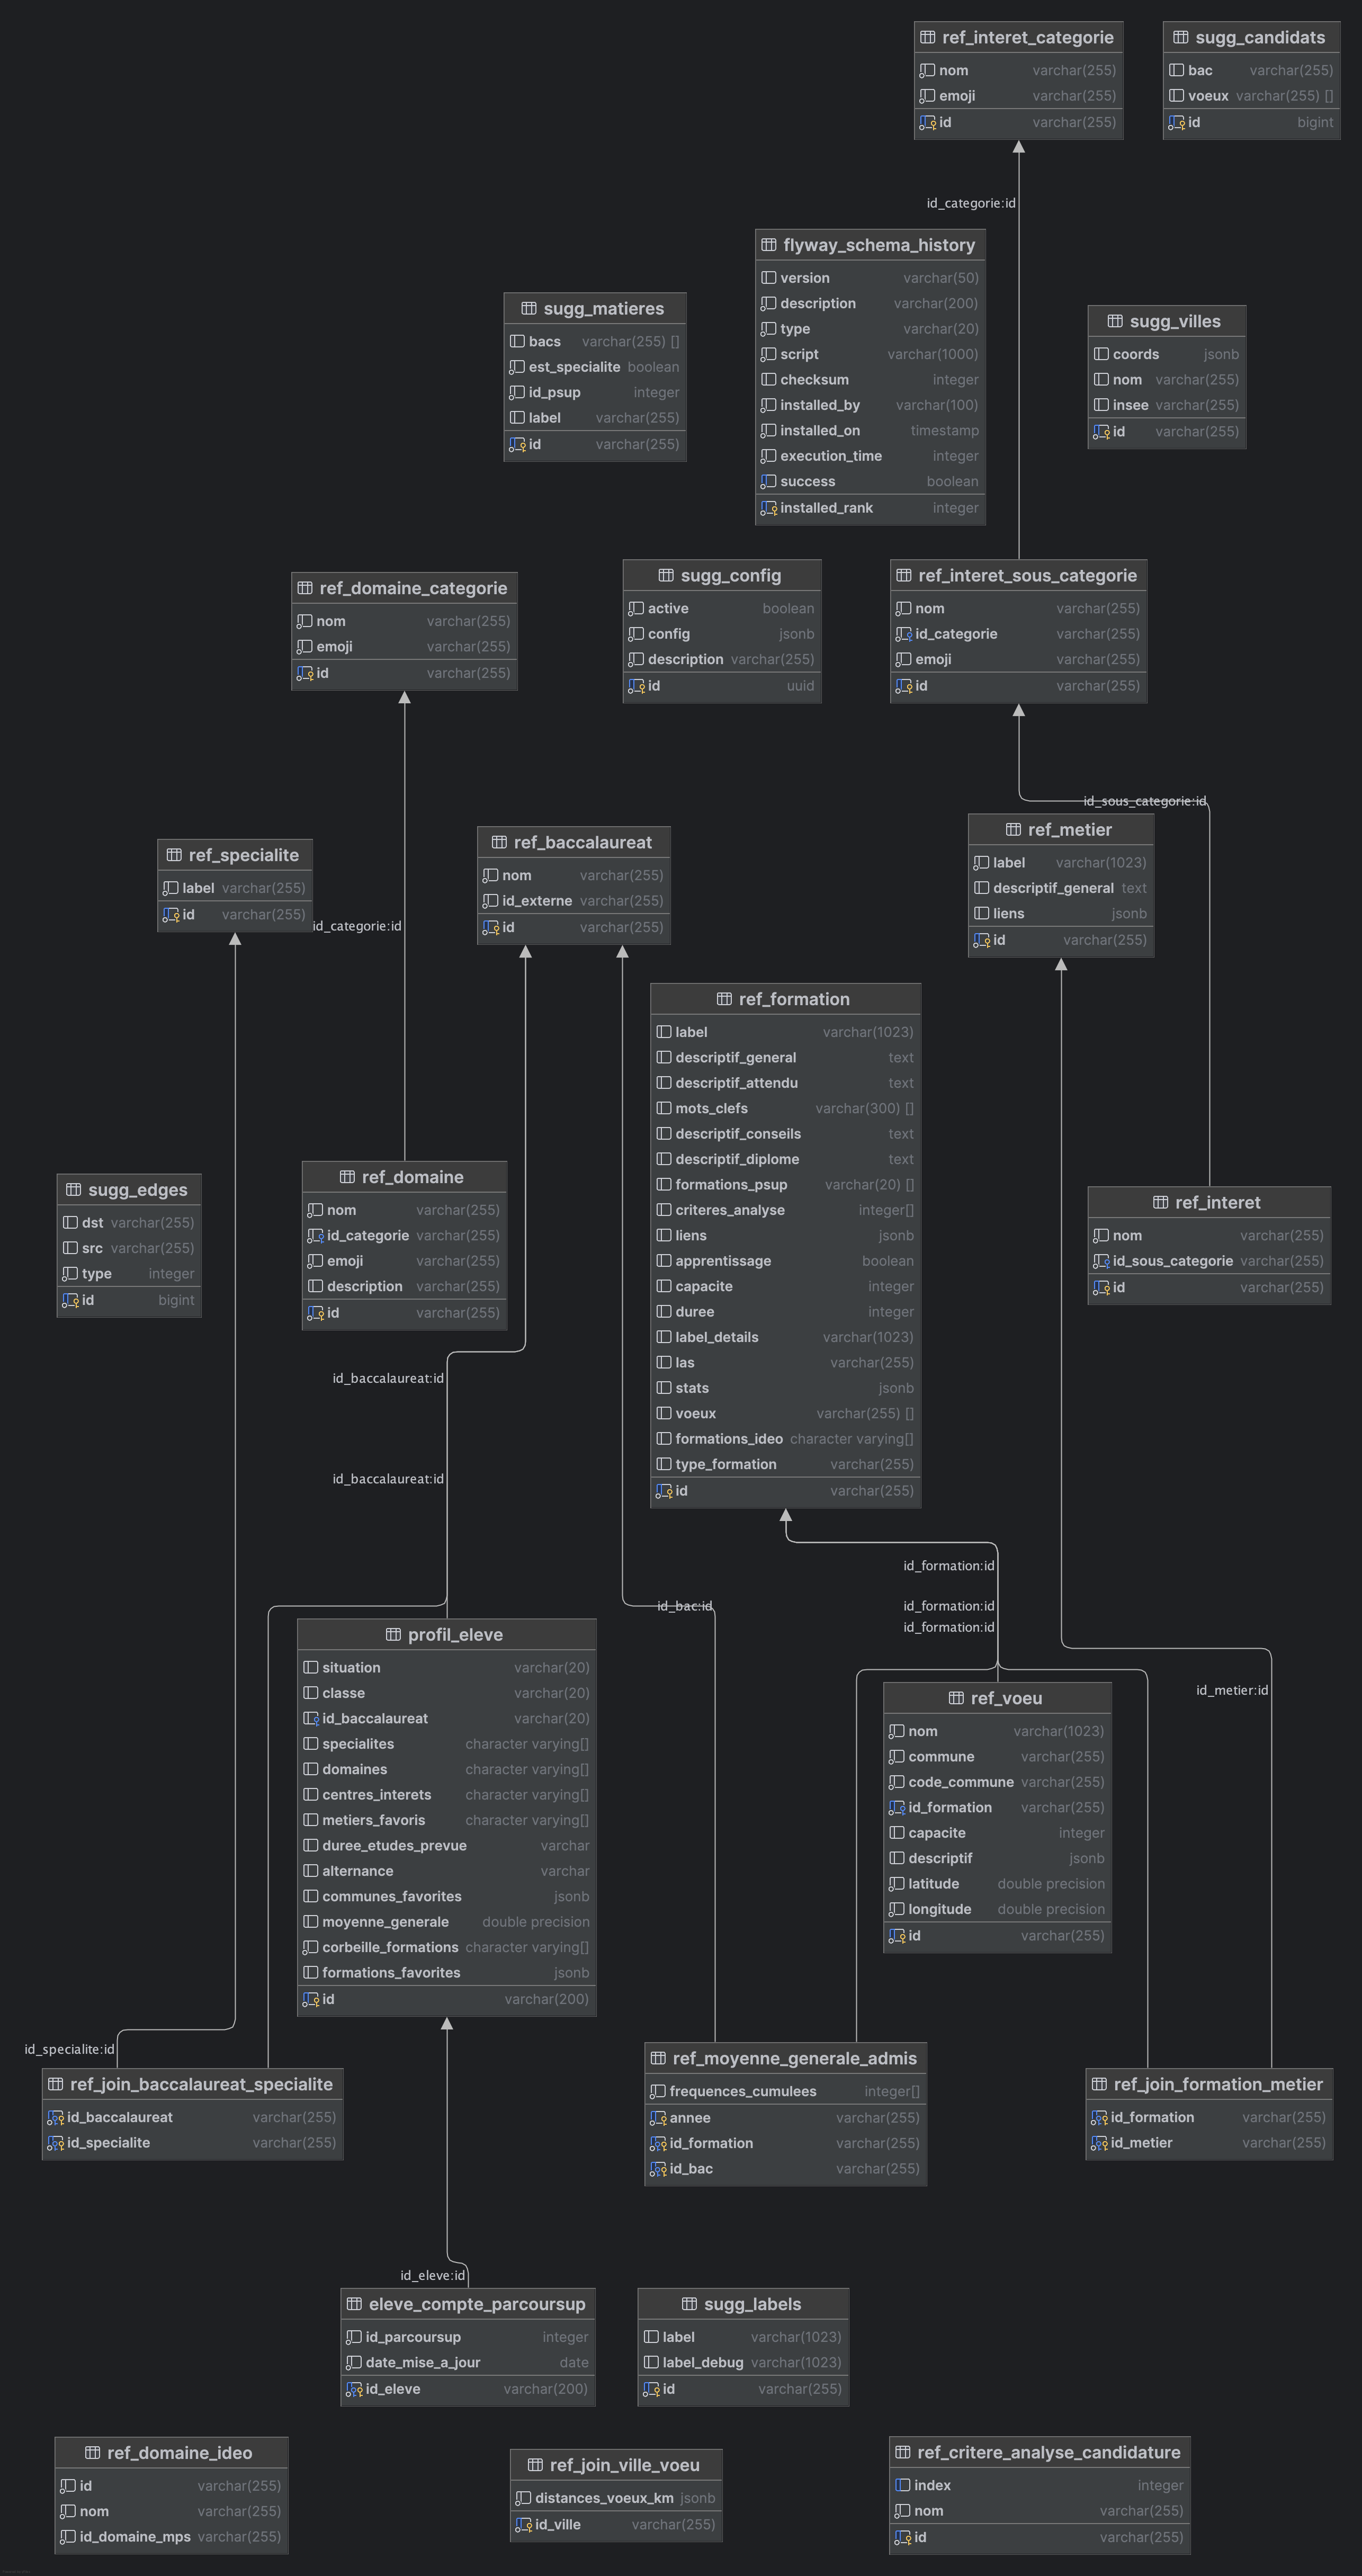 ref_interet_categorie
nom varchar(255)
emoji varchar(255)
id varchar(255)
sugg_candidats
bac varchar(255)
voeux varchar(255) []
id bigint
id_categorie:id
flyway_schema_history
version varchar(50)
description varchar(200)
type varchar(20)
script varchar(1000)
checksum integer
installed_by varchar(100)
installed_on timestamp
execution_time integer
success boolean
installed_rank integer
sugg_matieres
bacs varchar(255) []
est_specialite boolean
id_psup integer
label varchar(255)
id varchar(255)
sugg_villes
coords jsonb
nom varchar(255)
insee varchar(255)
id varchar(255)
ref_domaine_categorie
nom varchar(255)
emoji varchar(255)
id varchar(255)
sugg_config
active boolean
config jsonb
description varchar(255)
id uuid
ref_interet_sous_categorie
nom varchar(255)
id_categorie varchar(255)
emoji varchar(255)
id varchar(255)
id_sous_categorie:id
ref_specialite
label varchar(255)
id varchar(255)
id_categorie:id
ref_baccalaureat
nom varchar(255)
id_externe varchar(255)
id varchar(255)
ref_metier
label varchar(1023)
descriptif_general text
liens jsonb
id varchar(255)
ref_formation
label varchar(1023)
descriptif_general text
descriptif_attendu text
mots_clefs varchar(300) []
descriptif_conseils text
descriptif_diplome text
formations_psup varchar(20) []
criteres_analyse integer[]
liens jsonb
apprentissage boolean
capacite integer
duree integer
label_details varchar(1023)
las varchar(255)
stats jsonb
voeux varchar(255) []
formations_ideo character varying[]
type_formation varchar(255)
id varchar(255)
sugg_edges
dst varchar(255)
src varchar(255)
type integer
id bigint
ref_domaine
nom varchar(255)
id_categorie varchar(255)
emoji varchar(255)
description varchar(255)
id varchar(255)
ref_interet
nom varchar(255)
id_sous_categorie varchar(255)
id varchar(255)
id_baccalaureat:id
id_baccalaureat:id
id_bac:id
id_formation:id
id_formation:id
id_formation:id
id_metier:id
profil_eleve
situation varchar(20)
classe varchar(20)
id_baccalaureat varchar(20)
specialites character varying[]
domaines character varying[]
centres_interets character varying[]
metiers_favoris character varying[]
duree_etudes_prevue varchar
alternance varchar
communes_favorites jsonb
moyenne_generale double precision
corbeille_formations character varying[]
formations_favorites jsonb
id varchar(200)
ref_voeu
nom varchar(1023)
commune varchar(255)
code_commune varchar(255)
id_formation varchar(255)
capacite integer
descriptif jsonb
latitude double precision
longitude double precision
id varchar(255)
id_specialite:id
ref_join_baccalaureat_specialite
id_baccalaureat varchar(255)
id_specialite varchar(255)
ref_moyenne_generale_admis
frequences_cumulees integer[]
annee varchar(255)
id_formation varchar(255)
id_bac varchar(255)
ref_join_formation_metier
id_formation varchar(255)
id_metier varchar(255)
id_eleve:id
eleve_compte_parcoursup
id_parcoursup integer
date_mise_a_jour date
id_eleve varchar(200)
sugg_labels
label varchar(1023)
label_debug varchar(1023)
id varchar(255)
ref_domaine_ideo
id varchar(255)
nom varchar(255)
id_domaine_mps varchar(255)
ref_join_ville_voeu
distances_voeux_km jsonb
id_ville varchar(255)
ref_critere_analyse_candidature
index integer
nom varchar(255)
id varchar(255)